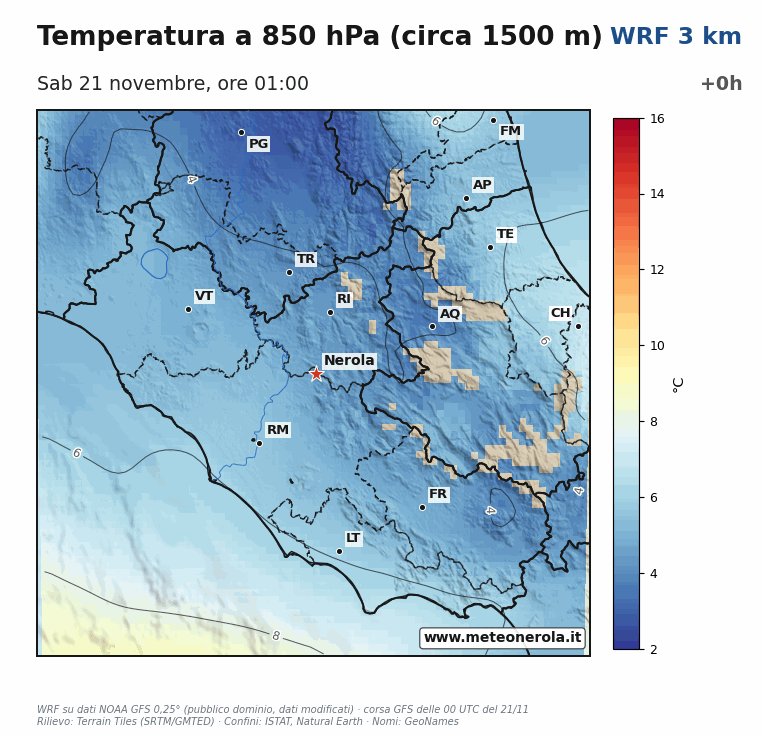 Temperatura a 850 hPa (circa 1500 m) WRF 3 km
Sab 21 novembre, ore 01:00 +0h
6
FM
PG
4
AP
TE
TR
VT
RI
AQ
CH
6
Nerola
RM
6
FR
4
4
LT
8
www.meteonerola.it
16
14
12
10
8
6
4
2
°C
WRF su dati NOAA GFS 0,25° (pubblico dominio, dati modificati) · corsa GFS delle 00 UTC del 21/11
Rilievo: Terrain Tiles (SRTM/GMTED) · Confini: ISTAT, Natural Earth · Nomi: GeoNames